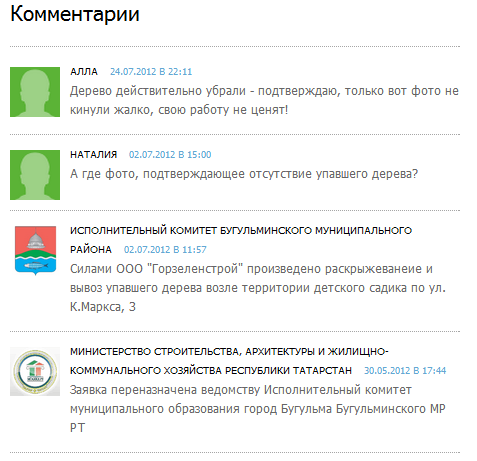 Комментарии
АЛЛА 24.07.2012 В 22:11
Дерево действительно убрали - подтверждаю, только вот фото не
кинули жалко, свою работу не ценят!
НАТАЛИЯ 02.07.2012 В 15:00
А где фото, подтверждающее отсутствие упавшего дерева?
ИСПОЛНИТЕЛЬНЫЙ КОМИТЕТ БУГУЛЬМИНСКОГО МУНИЦИПАЛЬНОГО
РАЙОНА 02.07.2012 В 11:57
Силами ООО "Горзеленстрой" произведено раскрыжеванеие и
вывоз упавшего дерева возле территории детского садика по ул.
К.Маркса, 3
МИНИСТЕРСТВО СТРОИТЕЛЬСТВА, АРХИТЕКТУРЫ И ЖИЛИЩНО-
КОММУНАЛЬНОГО ХОЗЯЙСТВА РЕСПУБЛИКИ ТАТАРСТАН 30.05.2012 В 17:44
Заявка переназначена ведомству Исполнительный комитет
муниципального образования город Бугульма Бугульминского МР
РТ